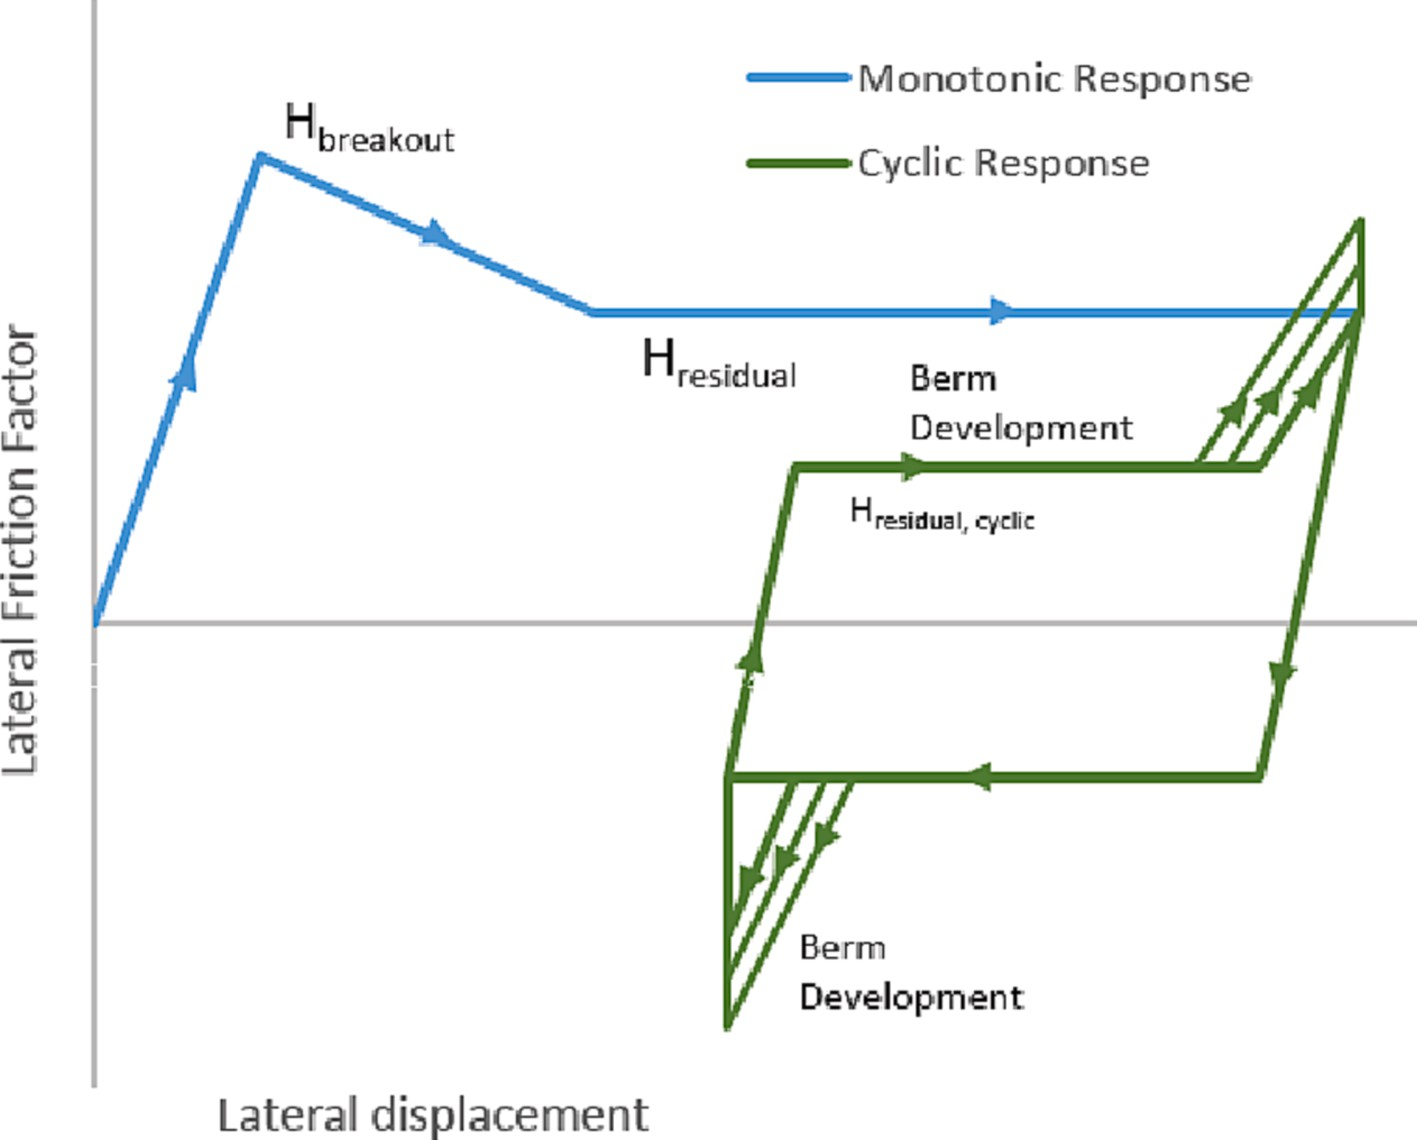 Monotonic Response
Cyclic Response
Hbreakout
Hresidual
Berm
Development
Hresidual, cyclic
Berm
Development
Lateral Friction Factor
Lateral displacement